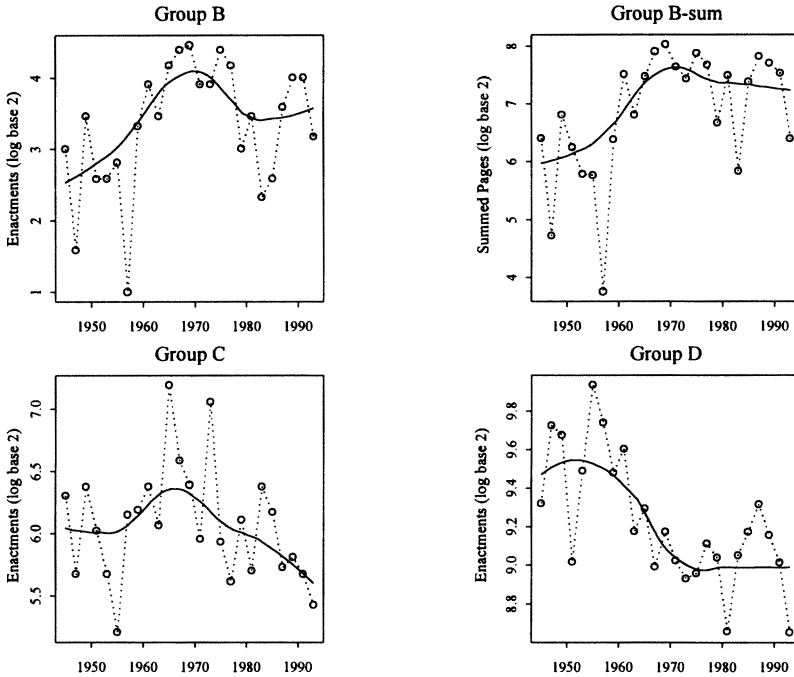 Group B
Enactments (log base 2)
4
3
2
1
1950 1960 1970 1980 1990
Group B-sum
Summed Pages (log base 2)
8
7
6
5
4
1950 1960 1970 1980 1990
Group C
Enactments (log base 2)
7.0
6.5
6.0
5.5
1950 1960 1970 1980 1990
Group D
Enactments (log base 2)
9.8
9.6
9.4
9.2
9.0
8.8
1950 1960 1970 1980 1990